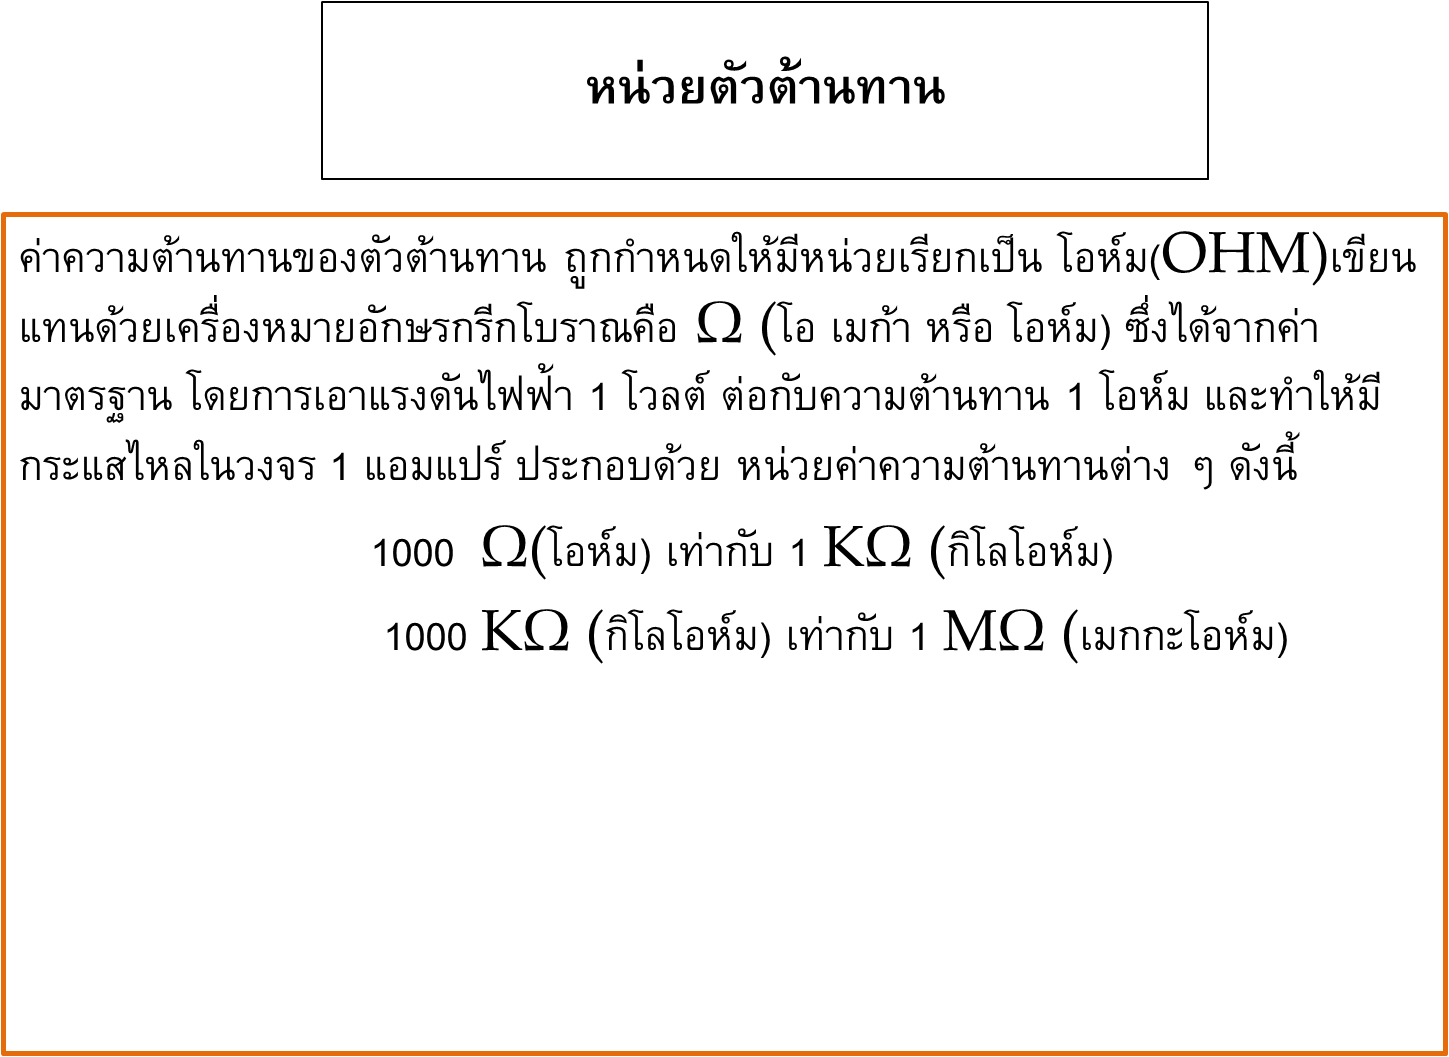 หน่วยตัวต้านทาน
ค่าความต้านทานของตัวต้านทาน ถูกกำหนดให้มีหน่วยเรียกเป็น โอห์ม(OHM)เขียน
แทนด้วยเครื่องหมายอักษรกรีกโบราณคือ Ω (โอ เมก้า หรือ โอห์ม) ซึ่งได้จากค่า
มาตรฐาน โดยการเอาแรงดันไฟฟ้า 1 โวลต์ ต่อกับความต้านทาน 1 โอห์ม และทำให้มี
กระแสไหลในวงจร 1 แอมแปร์ ประกอบด้วย หน่วยค่าความต้านทานต่าง ๆ ดังนี้
1000 Ω(โอห์ม) เท่ากับ 1 KΩ (กิโลโอห์ม)
1000 KΩ (กิโลโอห์ม) เท่ากับ 1 MΩ (เมกกะโอห์ม)